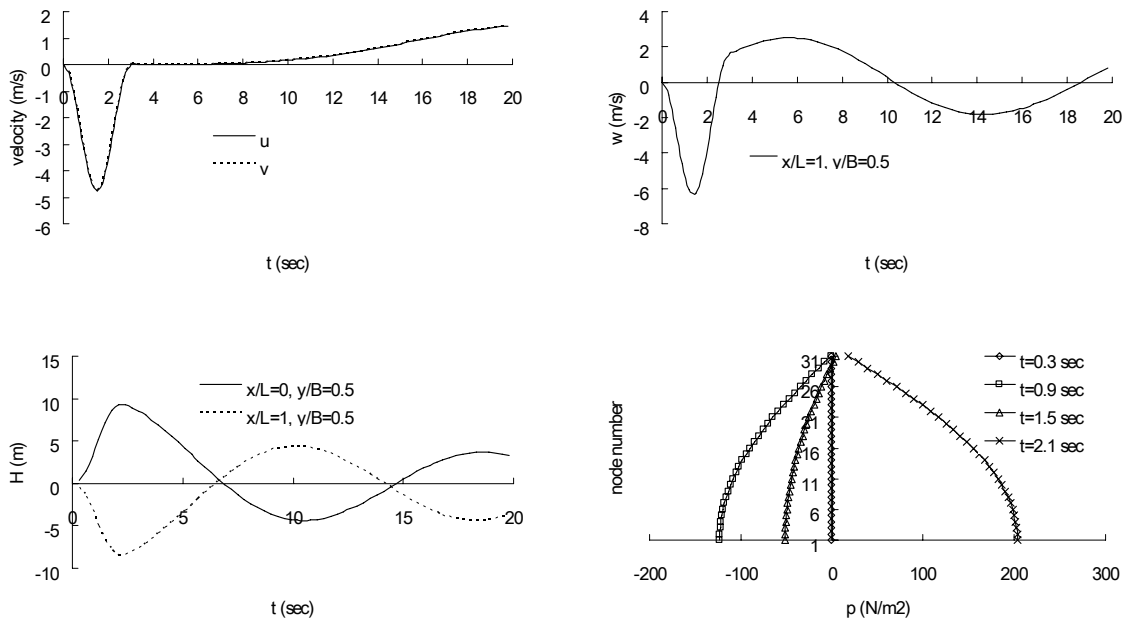 2
1
0
-1
-2
-3
-4
-5
-6
0 2 4 6 8 10 12 14 16 18 20
velocity (m/s)
u
v
t (sec)
4
2
0
-2
-4
-6
-8
0 2 4 6 8 10 12 14 16 18 20
w (m/s)
x/L=1, y/B=0.5
t (sec)
15
10
5
0
-5
-10
0 5 10 15 20
H (m)
x/L=0, y/B=0.5
x/L=1, y/B=0.5
t (sec)
31
26
21
16
11
6
1
node number
t=0.3 sec
t=0.9 sec
t=1.5 sec
t=2.1 sec
-200 -100 0 100 200 300
p (N/m2)